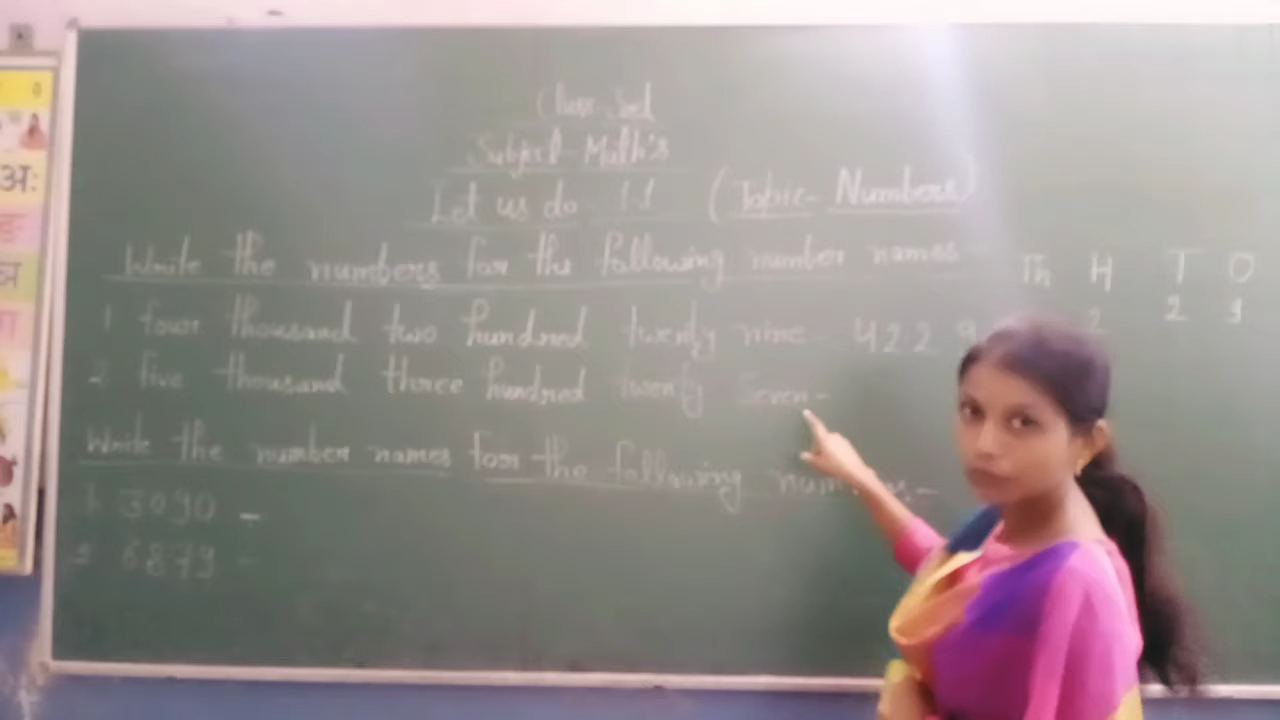 Class-3rd
Subject-Math's
Let us do 1.1 (Topic- Numbers)
Write the numbers for the following number names-
1 four thousand two hundred twenty nine- 4229
2 five thousand three hundred twenty seven-
Write the number names for the following
1 3090 -
2 6879 -
Th H T O
2 2 9
अः